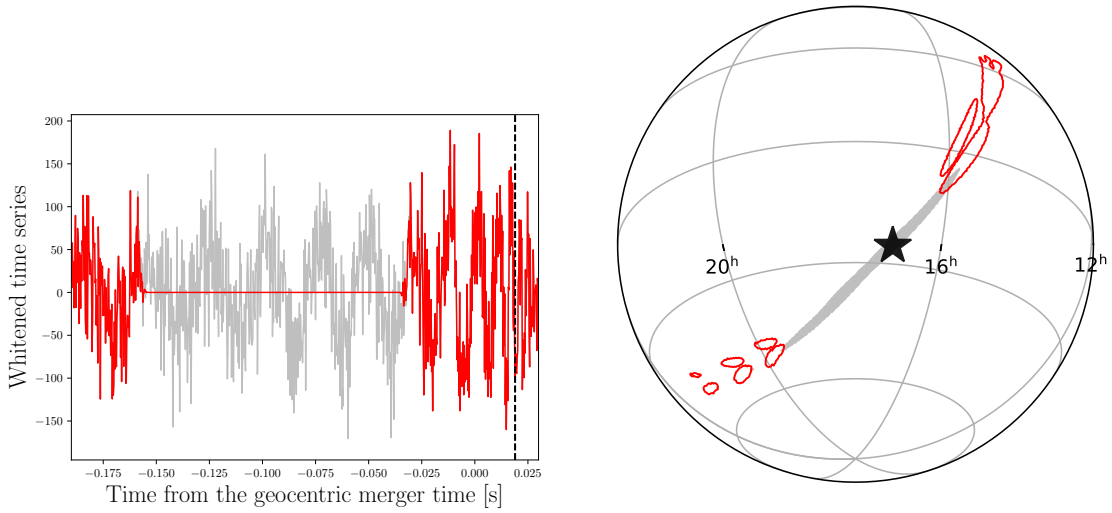 Whitened time series
200
150
100
50
0
−50
−100
−150
−0.175 −0.150 −0.125 −0.100 −0.075 −0.050 −0.025 0.000 0.025
Time from the geocentric merger time [s]
20h 16h 12h